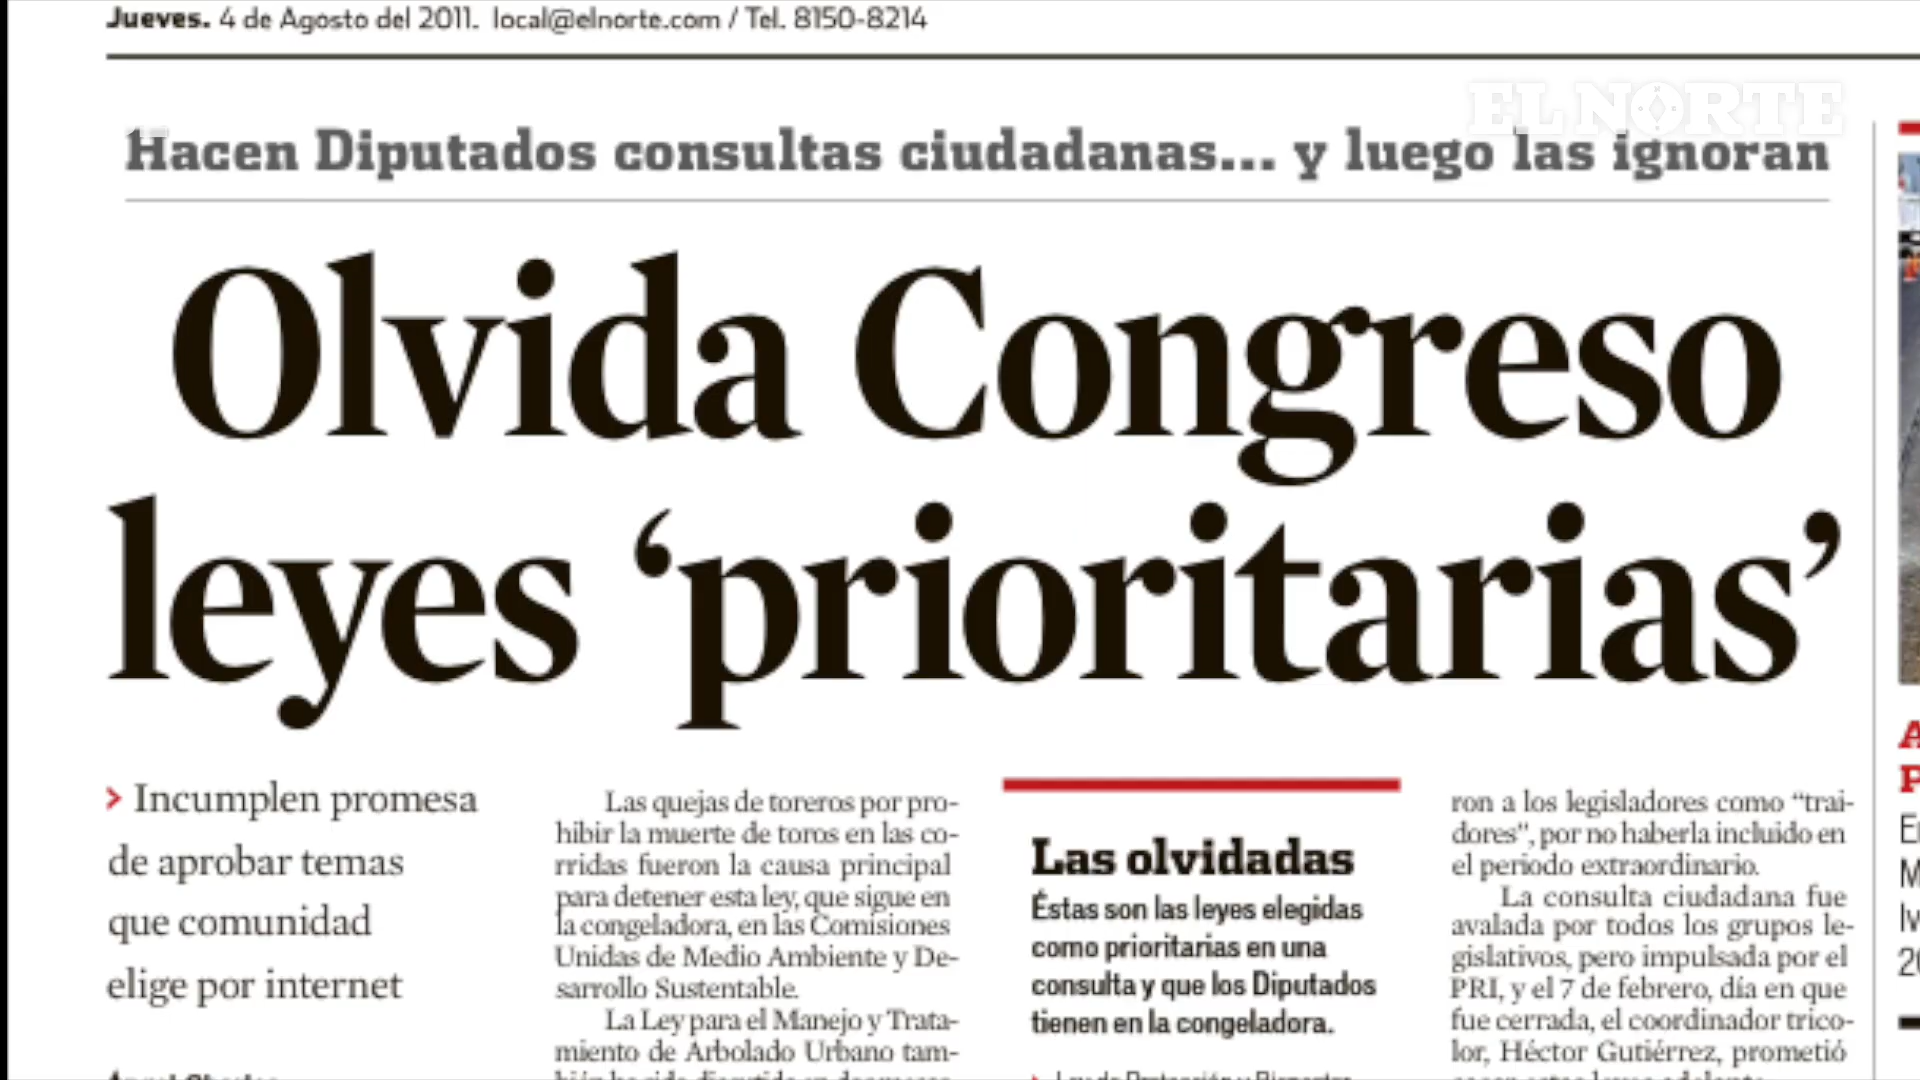 Jueves. 4 de Agosto del 2011. local@elnorte.com / Tel. 8150-8214
EL NORTE
Hacen Diputados consultas ciudadanas... y luego las ignoran
Olvida Congreso
leyes ‘prioritarias’
> Incumplen promesa
de aprobar temas
que comunidad
elige por internet
Las quejas de toreros por pro-
hibir la muerte de toros en las co-
rridas fueron la causa principal
para detener esta ley, que sigue en
la congeladora, en las Comisiones
Unidas de Medio Ambiente y De-
sarrollo Sustentable.
La Ley para el Manejo y Trata-
miento de Arbolado Urbano tam-
Las olvidadas
Éstas son las leyes elegidas
como prioritarias en una
consulta y que los Diputados
tienen en la congeladora.
ron a los legisladores como “trai-
dores”, por no haberla incluido en
el periodo extraordinario.
La consulta ciudadana fue
avalada por todos los grupos le-
gislativos, pero impulsada por el
PRI, y el 7 de febrero, día en que
fue cerrada, el coordinador trico-
lor, Héctor Gutiérrez, prometió